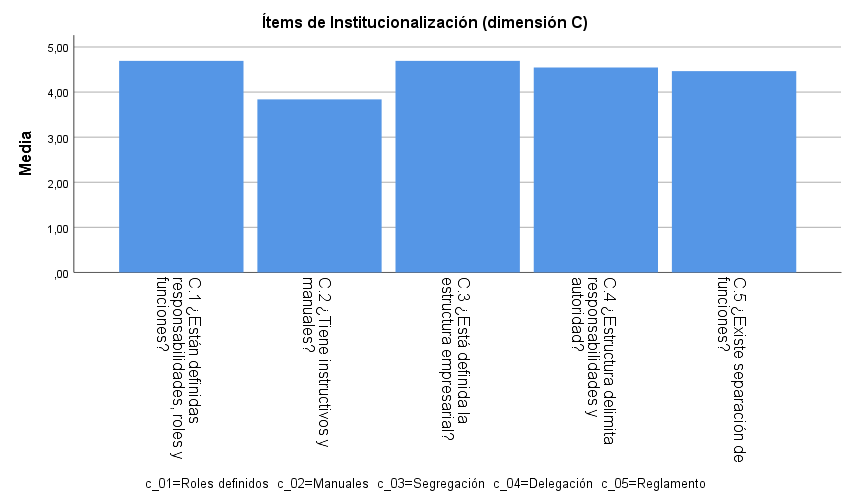 Ítems de Institucionalización (dimensión C)
Media
5,00
4,00
3,00
2,00
1,00
,00
C.1 ¿Están definidas
responsabilidades, roles y
funciones?
C.2 ¿Tiene instructivos y
manuales?
C.3 ¿Está definida la
estructura empresarial?
C.4 ¿Estructura delimita
responsabilidades y
autoridad?
C.5 ¿Existe separación de
funciones?
c_01=Roles definidos c_02=Manuales c_03=Segregación c_04=Delegación c_05=Reglamento